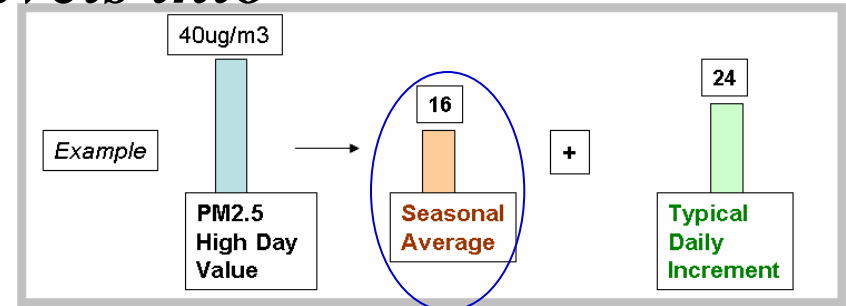 40ug/m3
16
24
Example
+
PM2.5
High Day
Value
Seasonal
Average
Typical
Daily
Increment